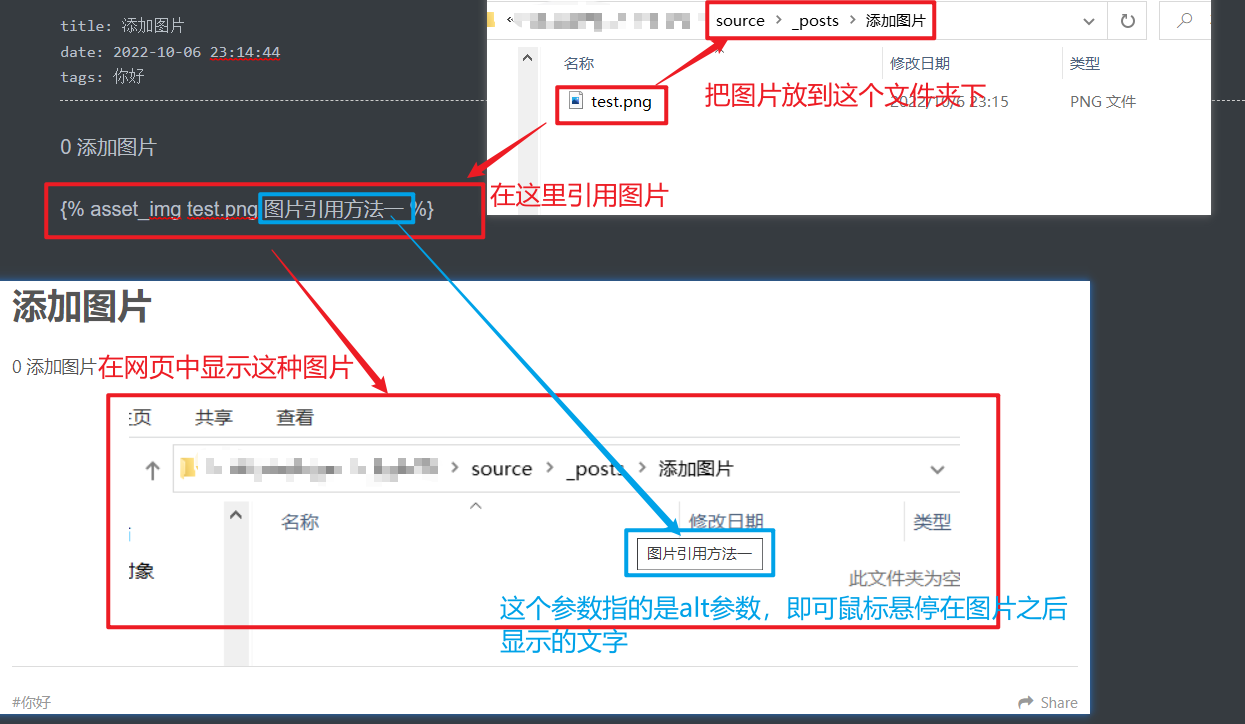 title: 添加图片
date: 2022-10-06 23:14:44
tags: 你好
source > _posts > 添加图片
名称 修改日期 类型
test.png 2022/10/6 23:15 PNG 文件
把图片放到这个文件夹下
0 添加图片
在这里引用图片
{% asset_img test.png 图片引用方法一 %}
添加图片
0 添加图片
在网页中显示这种图片
主页 共享 查看
source > _posts > 添加图片
名称 修改日期 类型
图片引用方法一
对象
此文件夹为空
这个参数指的是alt参数，即可鼠标悬停在图片之后
显示的文字
#你好 Share